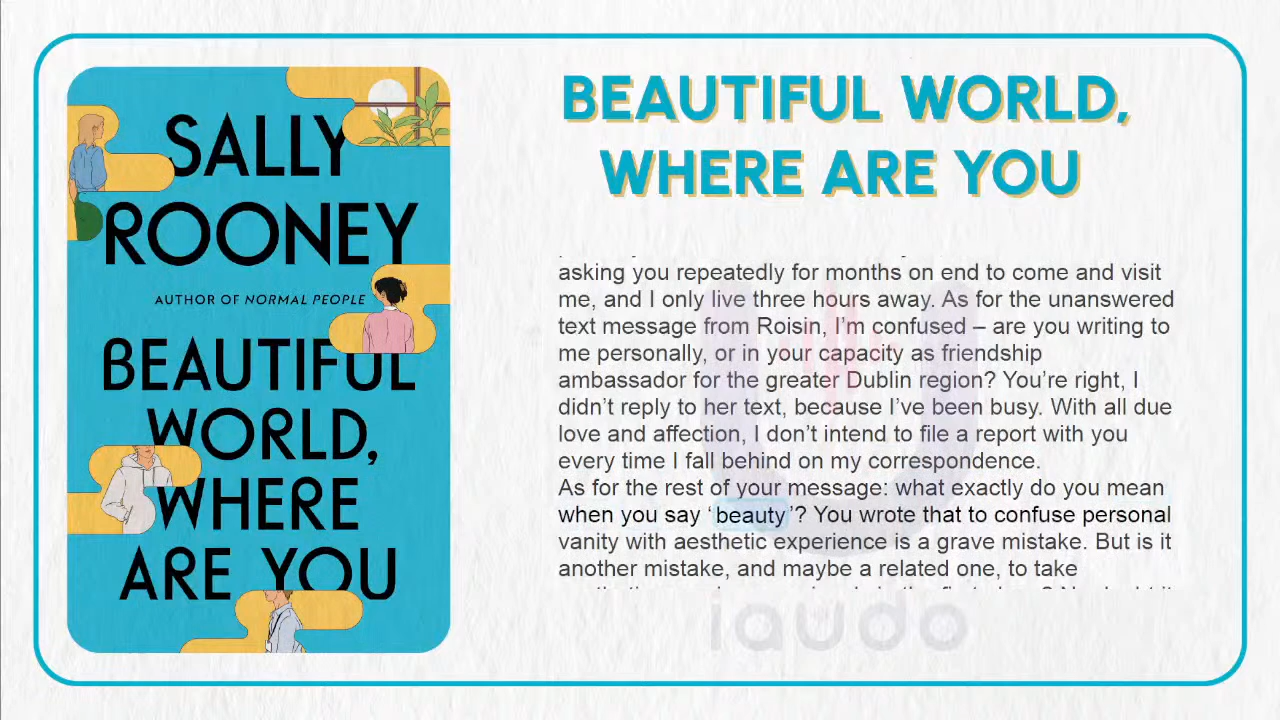 SALLY
ROONEY
AUTHOR OF NORMAL PEOPLE
BEAUTIFUL
WORLD,
WHERE
ARE YOU
BEAUTIFUL WORLD,
WHERE ARE YOU
asking you repeatedly for months on end to come and visit
me, and I only live three hours away. As for the unanswered
text message from Roisin, I’m confused – are you writing to
me personally, or in your capacity as friendship
ambassador for the greater Dublin region? You’re right, I
didn’t reply to her text, because I’ve been busy. With all due
love and affection, I don’t intend to file a report with you
every time I fall behind on my correspondence.
As for the rest of your message: what exactly do you mean
when you say ‘beauty’? You wrote that to confuse personal
vanity with aesthetic experience is a grave mistake. But is it
another mistake, and maybe a related one, to take
iaudo